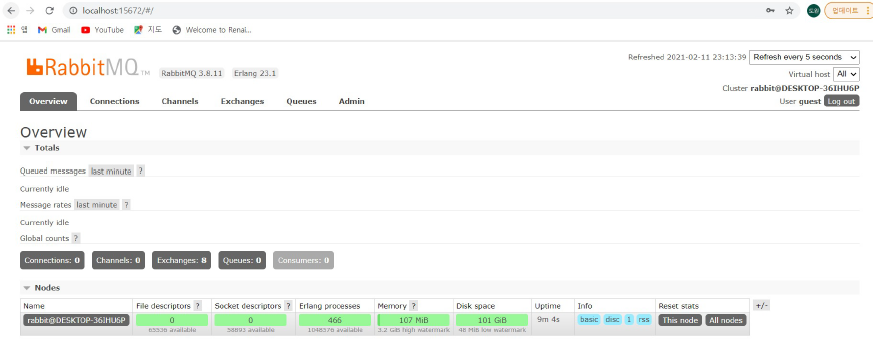 localhost:15672/#/
업데이트
앱 Gmail YouTube 지도 Welcome to Renai...
RabbitMQ TM RabbitMQ 3.8.11 Erlang 23.1
Refreshed 2021-02-11 23:13:39 Refresh every 5 seconds
Virtual host All
Cluster rabbit@DESKTOP-36IHU6P
User guest Log out
Overview Connections Channels Exchanges Queues Admin
Overview
Totals
Queued messages last minute ?
Currently idle
Message rates last minute ?
Currently idle
Global counts ?
Connections: 0 Channels: 0 Exchanges: 8 Queues: 0 Consumers: 0
Nodes
Name File descriptors ? Socket descriptors ? Erlang processes Memory ? Disk space Uptime Info Reset stats +/-
rabbit@DESKTOP-36IHU6P 0 0 466 107 MiB 101 GiB 9m 4s basic disc 1 rss This node All nodes
65536 available 58893 available 1048576 available 3.2 GiB high watermark 48 MiB low watermark